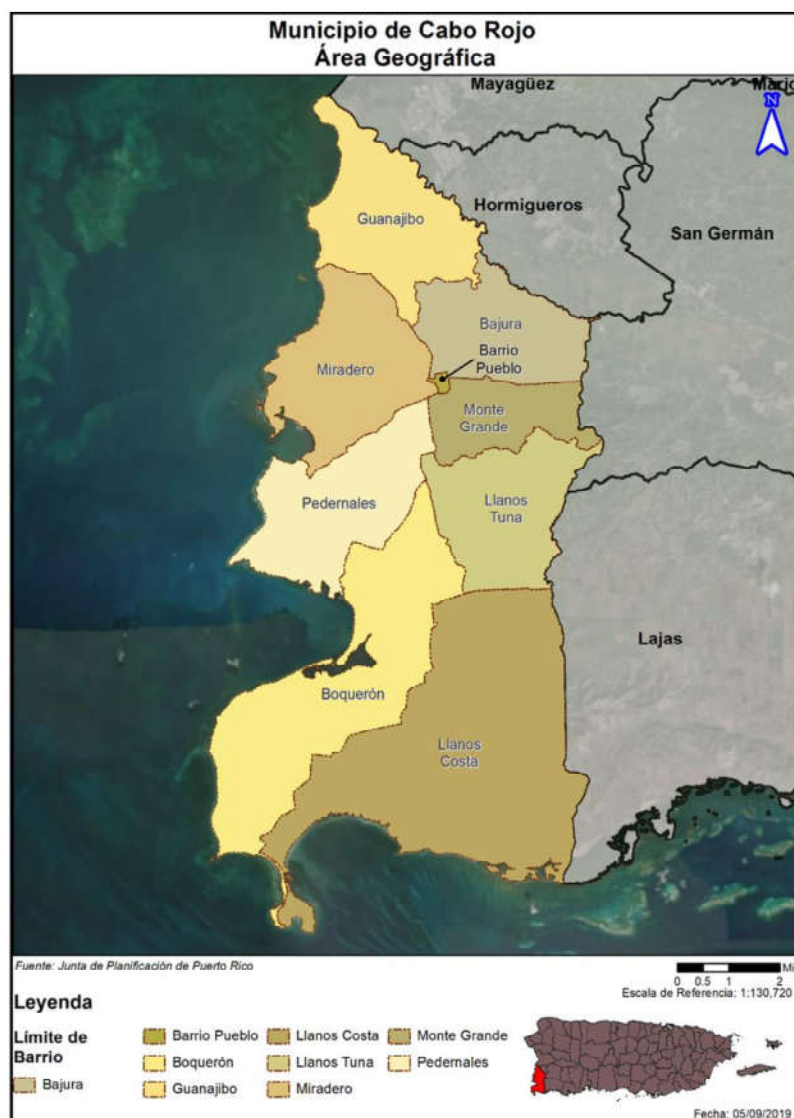 Municipio de Cabo Rojo
Área Geográfica
Mayagüez
N
Hormigueros
San Germán
Guanajibo
Bajura
Barrio
Pueblo
Miradero
Monte
Grande
Pedernales
Llanos
Tuna
Lajas
Boquerón
Llanos
Costa
Fuente: Junta de Planificación de Puerto Rico
0 0.5 1 2
Escala de Referencia: 1:130,720
Leyenda
Límite de
Barrio
Bajura
Barrio Pueblo
Boquerón
Guanajibo
Llanos Costa
Llanos Tuna
Miradero
Monte Grande
Pedernales
Fecha: 05/09/2019